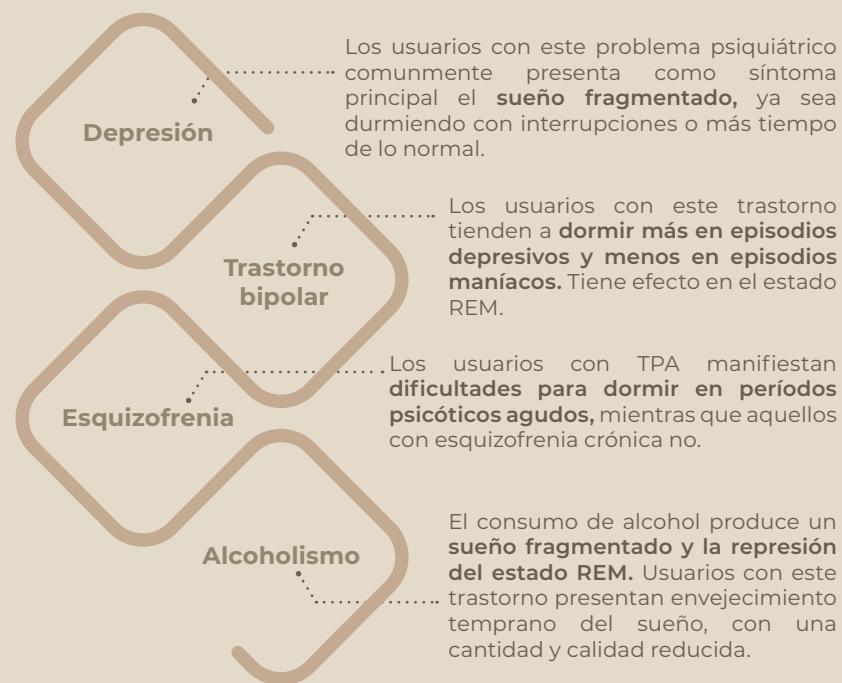 Depresión
Los usuarios con este problema psiquiátrico
comunmente presenta como síntoma
principal el sueño fragmentado, ya sea
durmiendo con interrupciones o más tiempo
de lo normal.
Trastorno
bipolar
Los usuarios con este trastorno
tienden a dormir más en episodios
depresivos y menos en episodios
maníacos. Tiene efecto en el estado
REM.
Esquizofrenia
Los usuarios con TPA manifiestan
dificultades para dormir en períodos
psicóticos agudos, mientras que aquellos
con esquizofrenia crónica no.
Alcoholismo
El consumo de alcohol produce un
sueño fragmentado y la represión
del estado REM. Usuarios con este
trastorno presentan envejecimiento
temprano del sueño, con una
cantidad y calidad reducida.